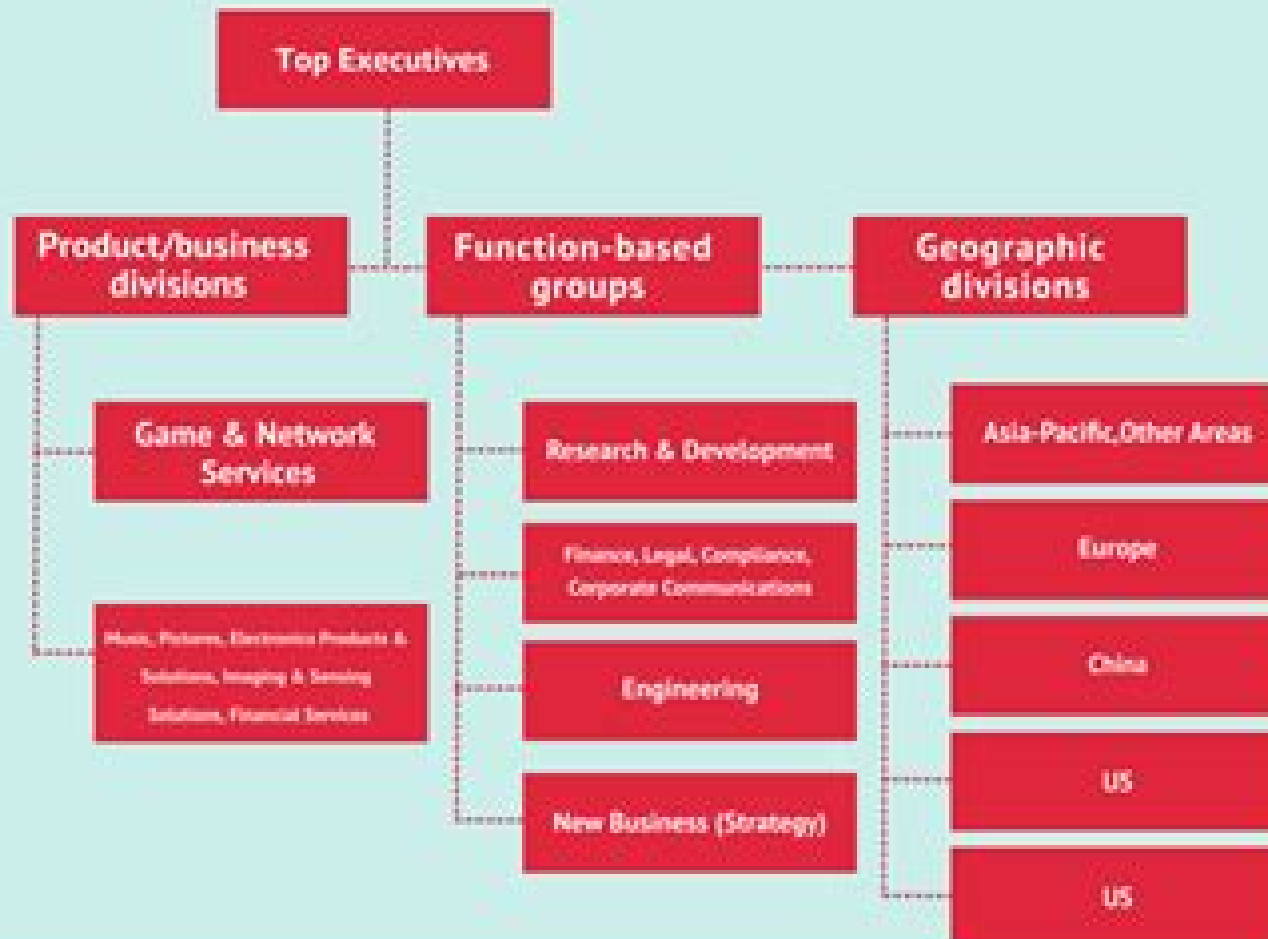 Top Executives
Product/business
divisions
Function-based
groups
Geographic
divisions
Game & Network
Services
Music, Pictures, Electronics Products &
Solutions, Imaging & Sensing
Solutions, Financial Services
Research & Development
Finance, Legal, Compliance,
Corporate Communications
Engineering
New Business (Strategy)
Asia-Pacific,Other Areas
Europe
China
US
US